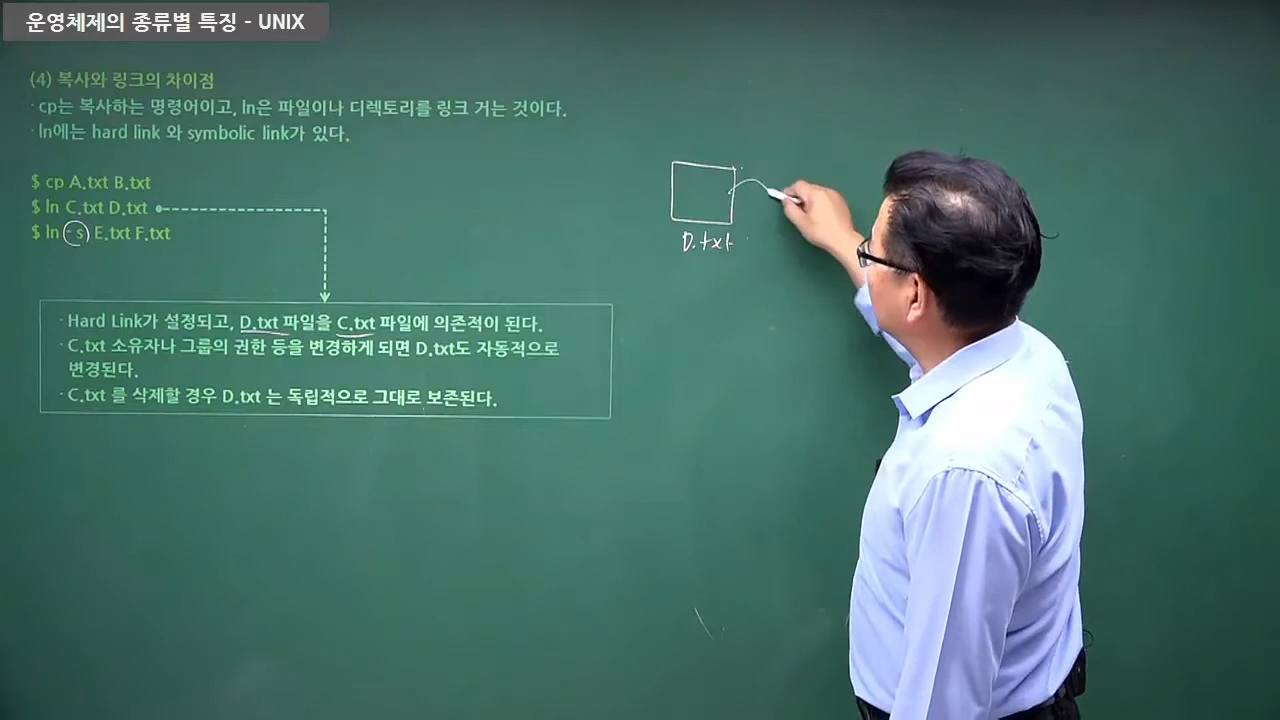 운영체제의 종류별 특징 - UNIX
(4) 복사와 링크의 차이점
· cp는 복사하는 명령어이고, ln은 파일이나 디렉토리를 링크 거는 것이다.
· ln에는 hard link 와 symbolic link가 있다.
$ cp A.txt B.txt
$ ln C.txt D.txt
$ ln -s E.txt F.txt
· Hard Link가 설정되고, D.txt 파일을 C.txt 파일에 의존적이 된다.
· C.txt 소유자나 그룹의 권한 등을 변경하게 되면 D.txt도 자동적으로
변경된다.
· C.txt 를 삭제할 경우 D.txt 는 독립적으로 그대로 보존된다.
D.txt